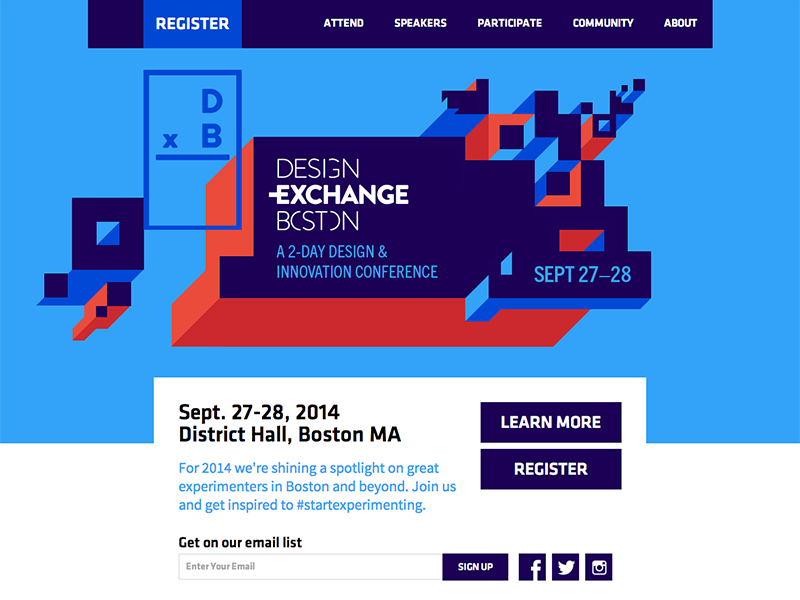 REGISTER
ATTEND
SPEAKERS
PARTICIPATE
COMMUNITY
ABOUT
D
x B
DESIGN
EXCHANGE
BOSTON
A 2-DAY DESIGN &
INNOVATION CONFERENCE
SEPT 27–28
Sept. 27-28, 2014
District Hall, Boston MA
For 2014 we're shining a spotlight on great
experimenters in Boston and beyond. Join us
and get inspired to #startexperimenting.
LEARN MORE
REGISTER
Get on our email list
Enter Your Email
SIGN UP